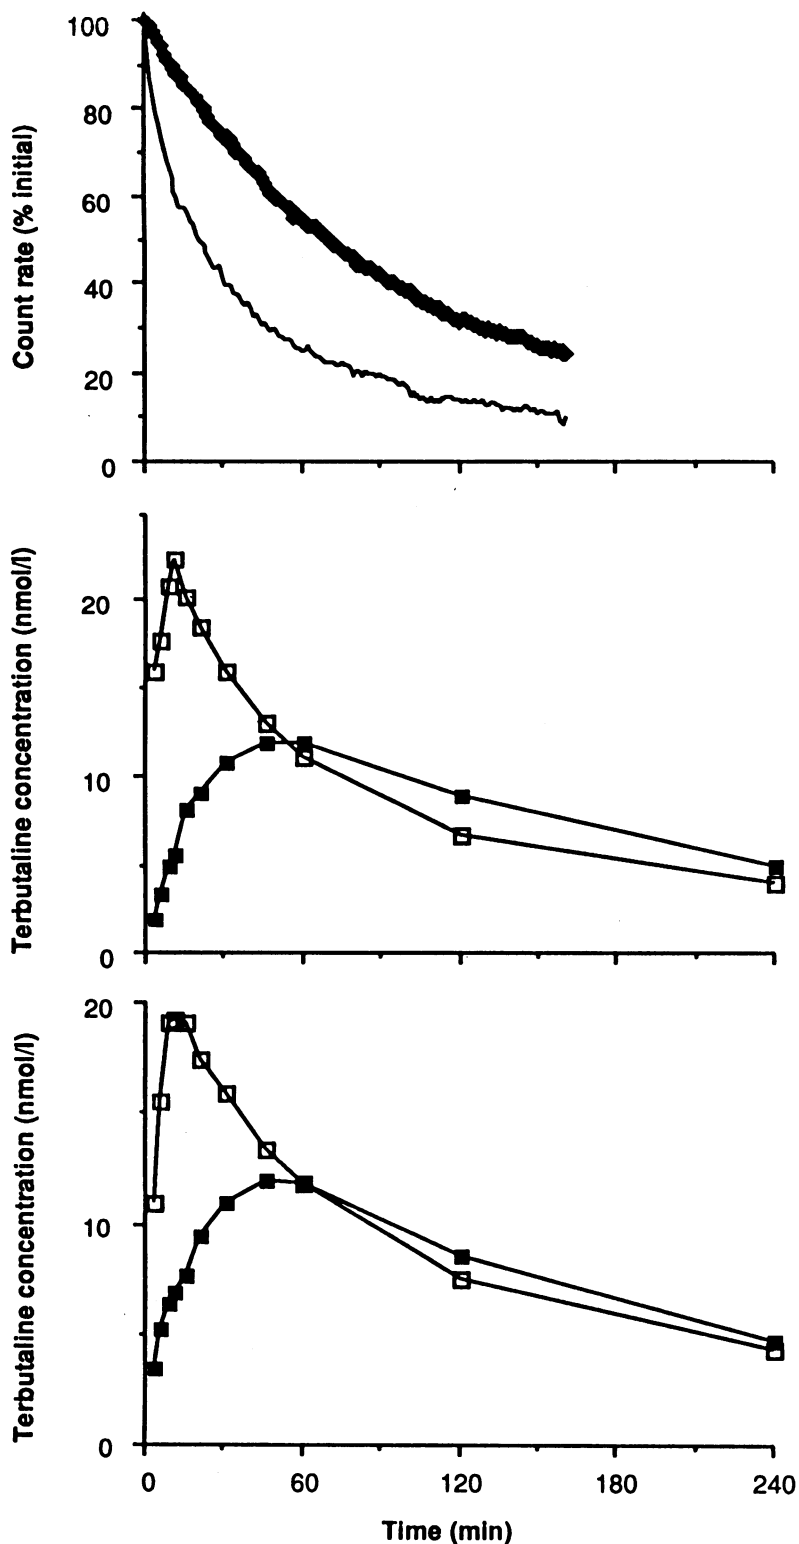 Count rate (% initial)
100
80
60
40
20
0
Terbutaline concentration (nmol/l)
20
10
0
Terbutaline concentration (nmol/l)
20
10
0
0 60 120 180 240
Time (min)